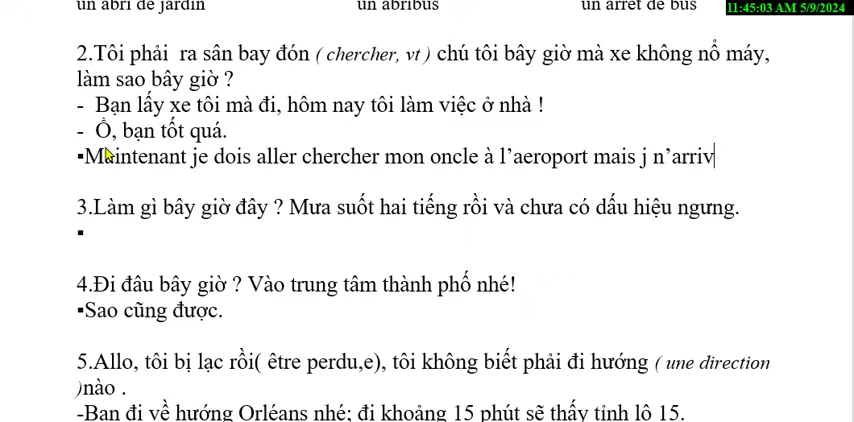 un abri de jardin un abribus un arrêt de bus
11:45:03 AM 5/9/2024
2.Tôi phải ra sân bay đón ( chercher, vt ) chú tôi bây giờ mà xe không nổ máy,
làm sao bây giờ ?
- Bạn lấy xe tôi mà đi, hôm nay tôi làm việc ở nhà !
- Ồ, bạn tốt quá.
▪Maintenant je dois aller chercher mon oncle à l’aeroport mais j n’arriv
3.Làm gì bây giờ đây ? Mưa suốt hai tiếng rồi và chưa có dấu hiệu ngưng.
▪
4.Đi đâu bây giờ ? Vào trung tâm thành phố nhé!
▪Sao cũng được.
5.Allo, tôi bị lạc rồi( être perdu,e), tôi không biết phải đi hướng ( une direction
)nào .
-Bạn đi về hướng Orléans nhé; đi khoảng 15 phút sẽ thấy tỉnh lộ 15.